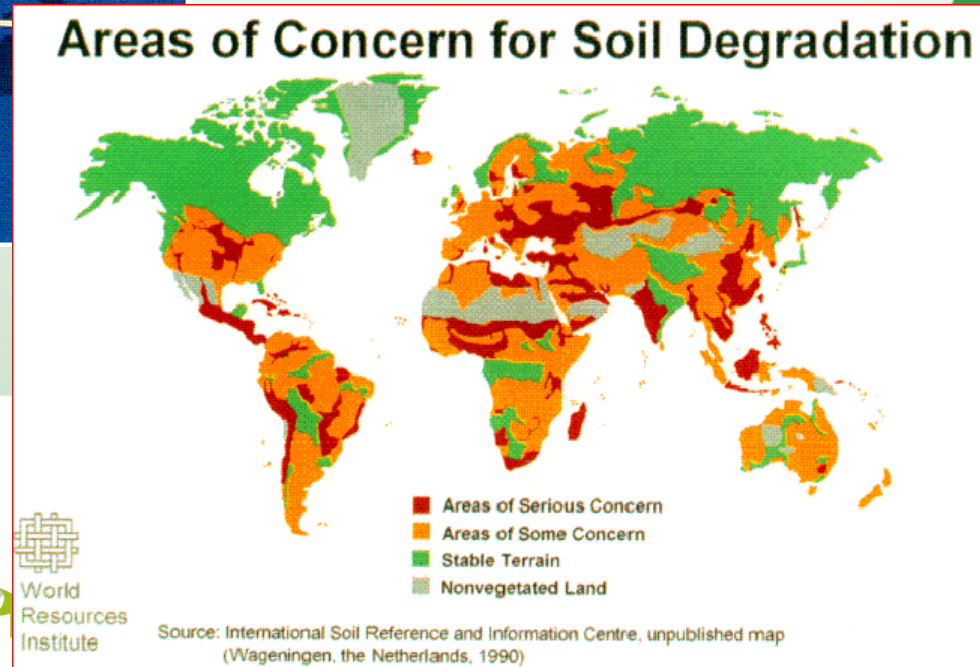 Areas of Concern for Soil Degradation
Areas of Serious Concern
Areas of Some Concern
Stable Terrain
Nonvegetated Land
World
Resources
Institute
Source: International Soil Reference and Information Centre, unpublished map
(Wageningen, the Netherlands, 1990)